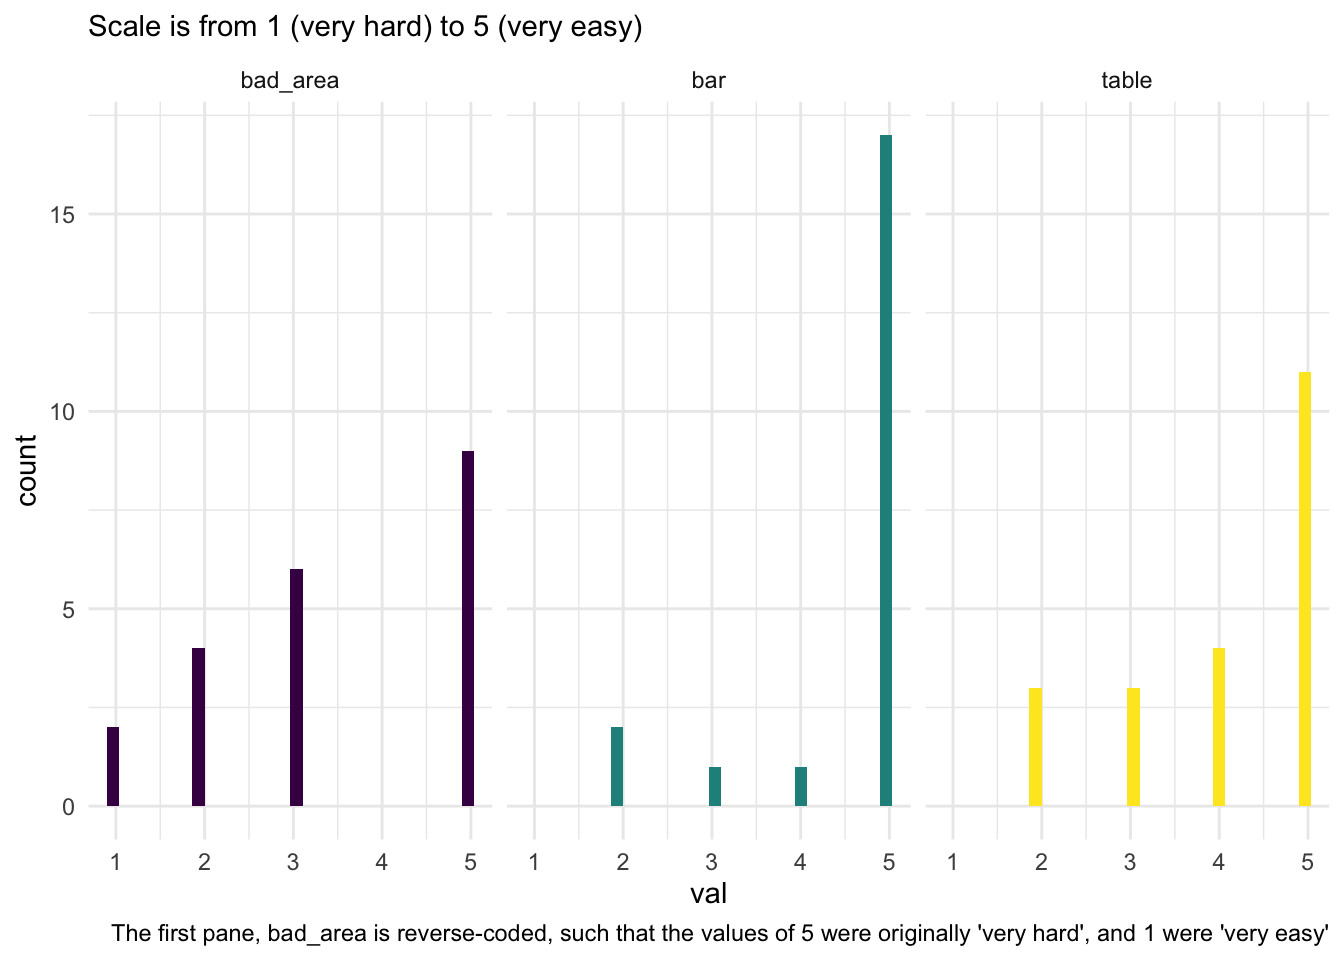 Scale is from 1 (very hard) to 5 (very easy)
bad_area bar table
15
10
5
0
count
1 2 3 4 5 1 2 3 4 5 1 2 3 4 5
val
The first pane, bad_area is reverse-coded, such that the values of 5 were originally 'very hard', and 1 were 'very easy'